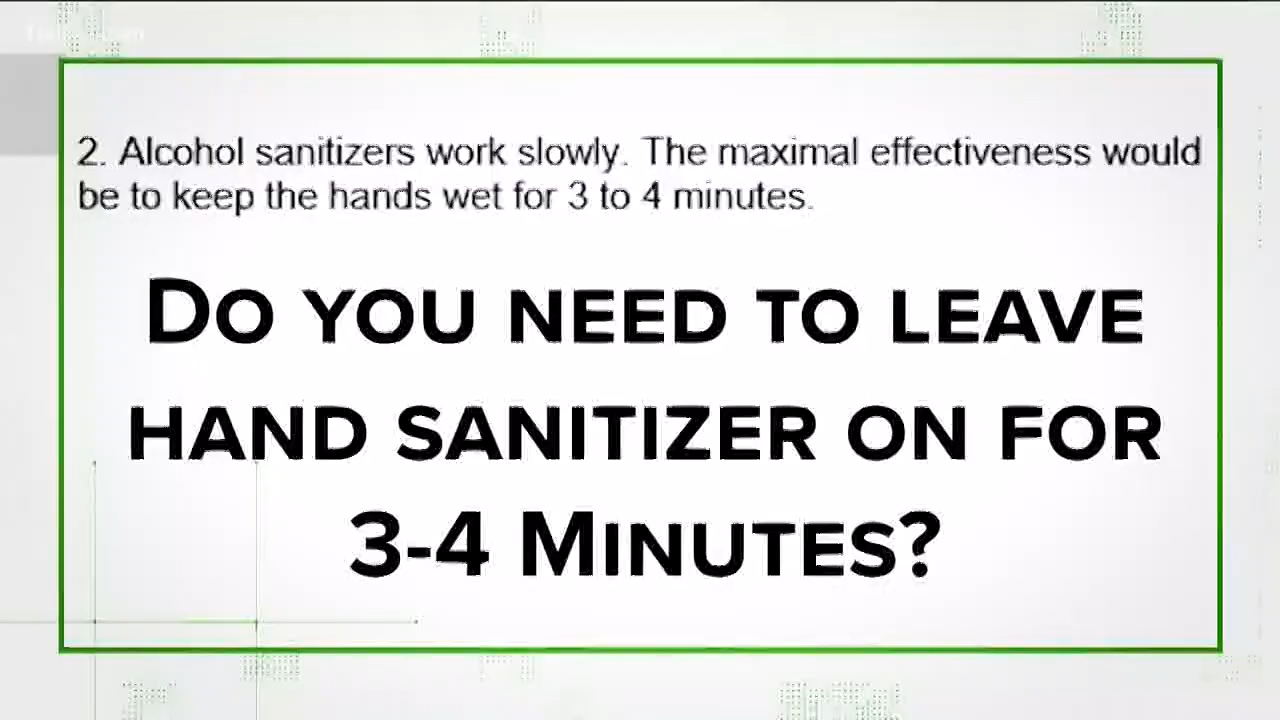 2. Alcohol sanitizers work slowly. The maximal effectiveness would
be to keep the hands wet for 3 to 4 minutes.
DO YOU NEED TO LEAVE
HAND SANITIZER ON FOR
3-4 MINUTES?